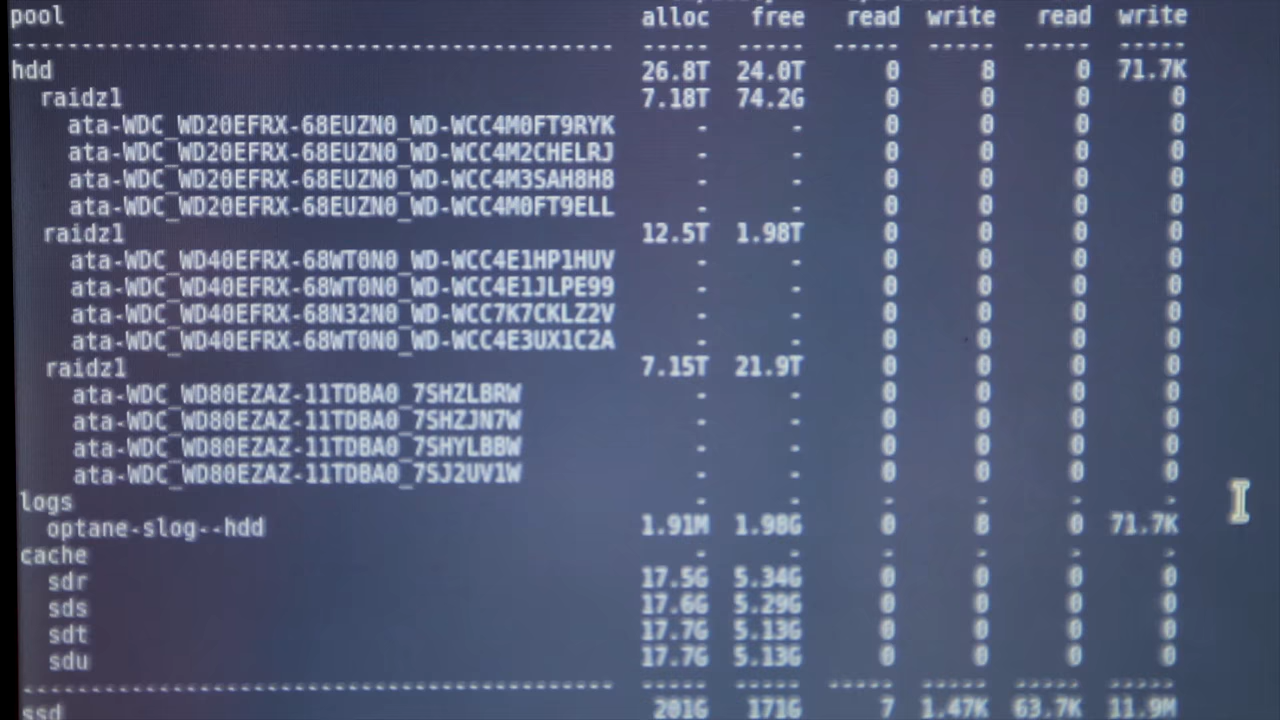 pool alloc free read write read write
--------------------------------------------- ----- ----- ----- ----- ----- -----
hdd 26.8T 24.0T 0 8 0 71.7K
raidz1 7.18T 74.2G 0 0 0 0
ata-WDC_WD20EFRX-68EUZN0_WD-WCC4M0FT9RYK - - 0 0 0 0
ata-WDC_WD20EFRX-68EUZN0_WD-WCC4M2CHELRJ - - 0 0 0 0
ata-WDC_WD20EFRX-68EUZN0_WD-WCC4M3SAH8H8 - - 0 0 0 0
ata-WDC_WD20EFRX-68EUZN0_WD-WCC4M0FT9ELL - - 0 0 0 0
raidz1 12.5T 1.98T 0 0 0 0
ata-WDC_WD40EFRX-68WT0N0_WD-WCC4E1HP1HUV - - 0 0 0 0
ata-WDC_WD40EFRX-68WT0N0_WD-WCC4E1JLPE99 - - 0 0 0 0
ata-WDC_WD40EFRX-68N32N0_WD-WCC7K7CKLZ2V - - 0 0 0 0
ata-WDC_WD40EFRX-68WT0N0_WD-WCC4E3UX1C2A - - 0 0 0 0
raidz1 7.15T 21.9T 0 0 0 0
ata-WDC_WD80EZAZ-11TDBA0_7SHZLBRW - - 0 0 0 0
ata-WDC_WD80EZAZ-11TDBA0_7SHZJN7W - - 0 0 0 0
ata-WDC_WD80EZAZ-11TDBA0_7SHYLBBW - - 0 0 0 0
ata-WDC_WD80EZAZ-11TDBA0_7SJ2UV1W - - 0 0 0 0
logs - - - - - -
optane-slog--hdd 1.91M 1.98G 0 8 0 71.7K
cache - - - - - -
sdr 17.5G 5.34G 0 0 0 0
sds 17.6G 5.29G 0 0 0 0
sdt 17.7G 5.13G 0 0 0 0
sdu 17.7G 5.13G 0 0 0 0
--------------------------------------------- ----- ----- ----- ----- ----- -----
ssd 201G 171G 7 1.47K 63.7K 11.9M